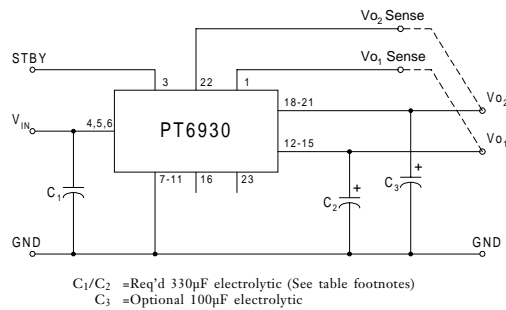 Vo2 Sense
STBY
Vo1 Sense
3 22 1
18-21
Vo2
VIN
4,5,6
PT6930
12-15
Vo1
7-11 16 23
C1
C2
+
C3
+
GND
GND
C1/C2 =Req'd 330µF electrolytic (See table footnotes)
C3 =Optional 100µF electrolytic